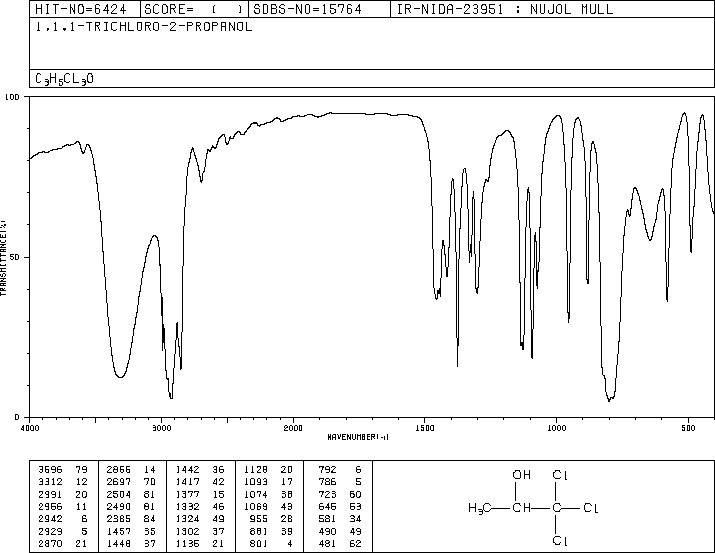 HIT-NO=6424 SCORE= ( ) SDBS-NO=15764 IR-NIDA-23951 : NUJOL MULL
1,1,1-TRICHLORO-2-PROPANOL
C3H5CL3O
100
50
0
TRANSMITTANCE(%)
4000 3000 2000 1500 1000 500
WAVENUMBER(-1)
3596 79 2866 14 1442 36 1128 20 792 6
3312 12 2697 70 1417 42 1093 17 786 5
2991 20 2504 81 1377 15 1074 38 723 60
2956 11 2490 81 1332 46 1069 43 645 53
2942 6 2385 84 1324 49 955 28 581 34
2929 5 1457 35 1302 37 881 39 490 49
2870 21 1448 37 1136 21 801 4 481 62
OH Cl
H3C CH Cl
Cl